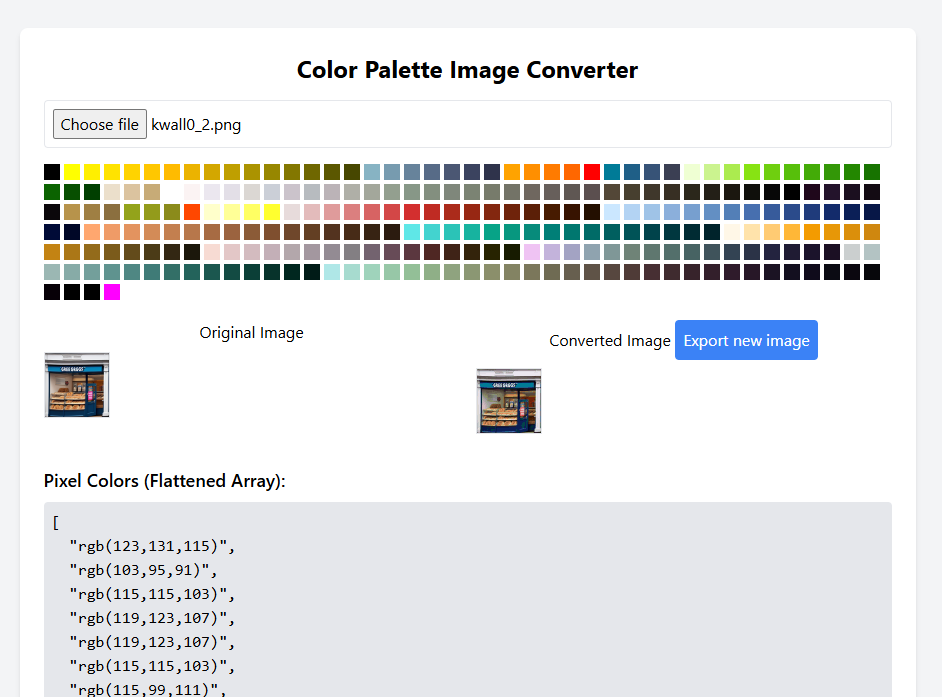 Color Palette Image Converter
Choose file kwall0_2.png
Original Image
Converted Image Export new image
Pixel Colors (Flattened Array):
[
"rgb(123,131,115)",
"rgb(103,95,91)",
"rgb(115,115,103)",
"rgb(119,123,107)",
"rgb(119,123,107)",
"rgb(115,115,103)",
"rgb(115,99,111)",